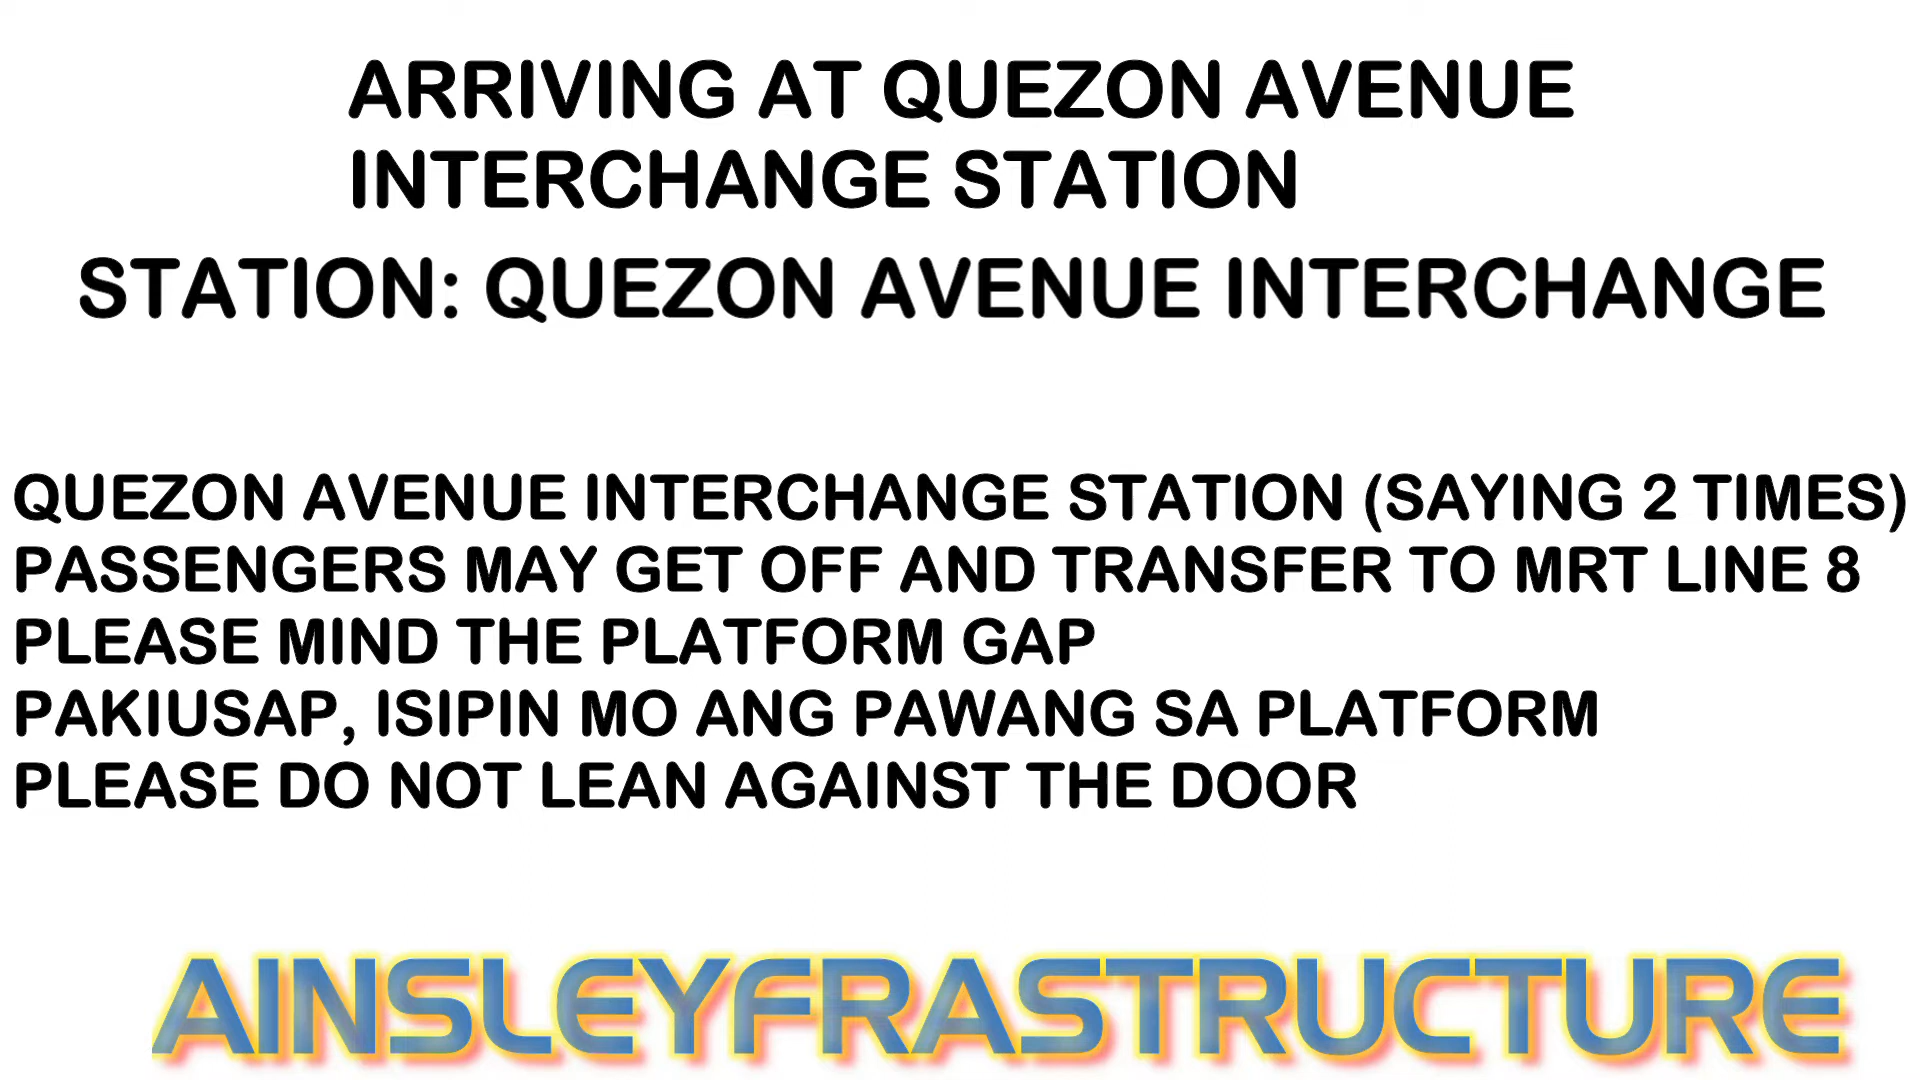 ARRIVING AT QUEZON AVENUE
INTERCHANGE STATION
STATION: QUEZON AVENUE INTERCHANGE
QUEZON AVENUE INTERCHANGE STATION (SAYING 2 TIMES)
PASSENGERS MAY GET OFF AND TRANSFER TO MRT LINE 8
PLEASE MIND THE PLATFORM GAP
PAKIUSAP, ISIPIN MO ANG PAWANG SA PLATFORM
PLEASE DO NOT LEAN AGAINST THE DOOR
AINSLEYFRASTRUCTURE